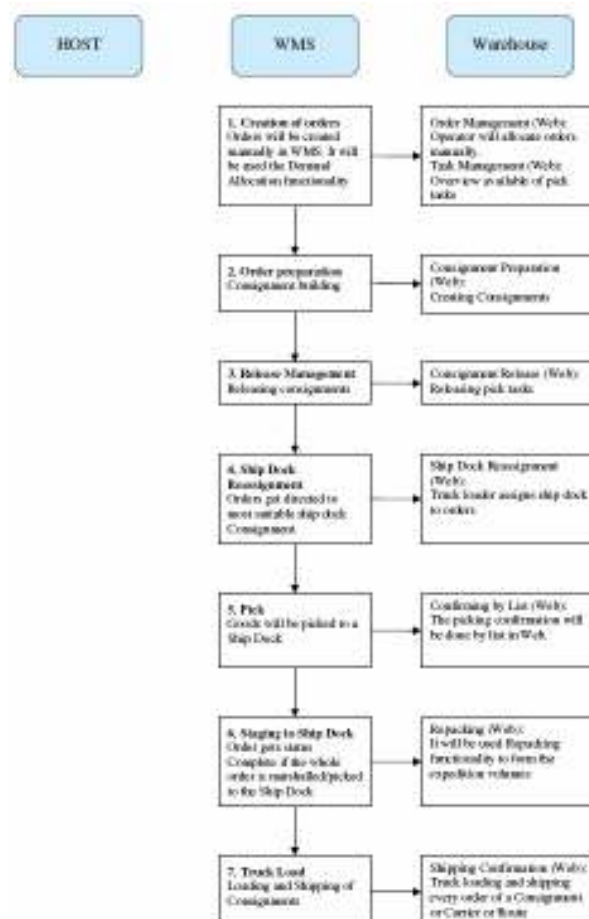 HOST
WMS
Warehouse
1. Creation of orders
Orders will be created
manually in WMS. It will
be used the Demand
Allocation functionality
Order Management (Web):
Operator will allocate orders
manually.
Task Management (Web):
Overview available of pick
tasks
2. Order preparation
Consignment building
Consignment Preparation
(Web):
Creating Consignments
3. Release Management
Releasing consignments
Consignment Release (Web):
Releasing pick tasks
4. Ship Dock
Reassignment
Orders get directed to
most suitable ship dock
Consignment
Ship Dock Reassignment
(Web):
Truck loader assigns ship dock
to orders
5. Pick
Goods will be picked to a
Ship Dock
Confirming by List (Web):
The picking confirmation will
be done by list in Web.
6. Staging to Ship Dock
Order gets status
Complete if the whole
order is marshalled/picked
to the Ship Dock
Repacking (Web):
It will be used Repacking
functionality to form the
expedition volumes
7. Truck Load
Loading and Shipping of
Consignments
Shipping Confirmation (Web):
Truck loading and shipping
every order of a Consignment
or Carrier or Route